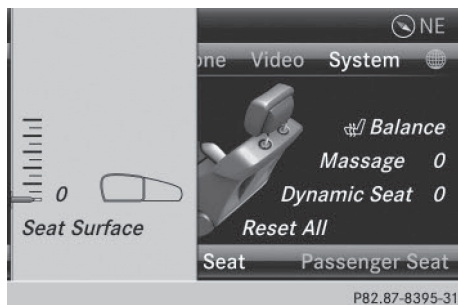 NE
one Video System
Balance
Massage 0
0 Dynamic Seat 0
Seat Surface Reset All
Seat Passenger Seat
P82.87-8395-31